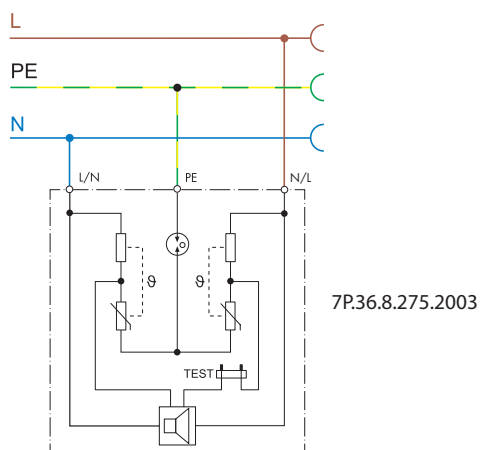 L
PE
N
L/N PE N/L
ϑ ϑ
7P.36.8.275.2003
TEST